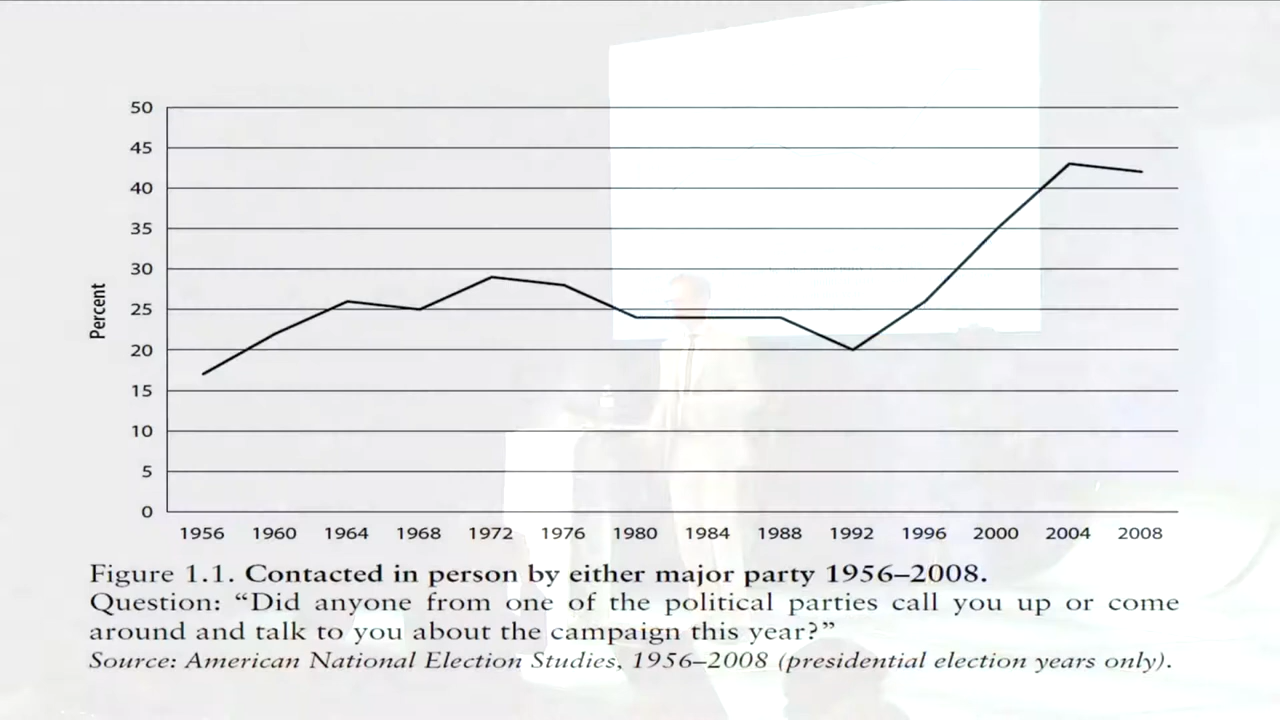 50
45
40
35
30
25
20
15
10
5
0
Percent
1956 1960 1964 1968 1972 1976 1980 1984 1988 1992 1996 2000 2004 2008
Figure 1.1. Contacted in person by either major party 1956–2008.
Question: “Did anyone from one of the political parties call you up or come
around and talk to you about the campaign this year?”
Source: American National Election Studies, 1956–2008 (presidential election years only).